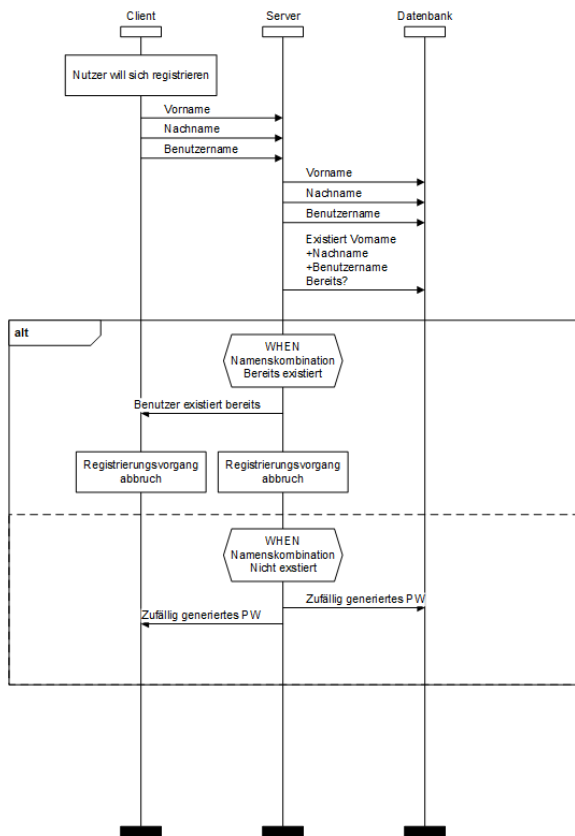 Client
Server
Datenbank
Nutzer will sich registrieren
Vorname
Nachname
Benutzername
Vorname
Nachname
Benutzername
Existiert Vorname
+Nachname
+Benutzername
Bereits?
alt
WHEN
Namenskombination
Bereits existiert
Benutzer existiert bereits
Registrierungsvorgang
abbruch
Registrierungsvorgang
abbruch
WHEN
Namenskombination
Nicht exstiert
Zufällig generiertes PW
Zufällig generiertes PW